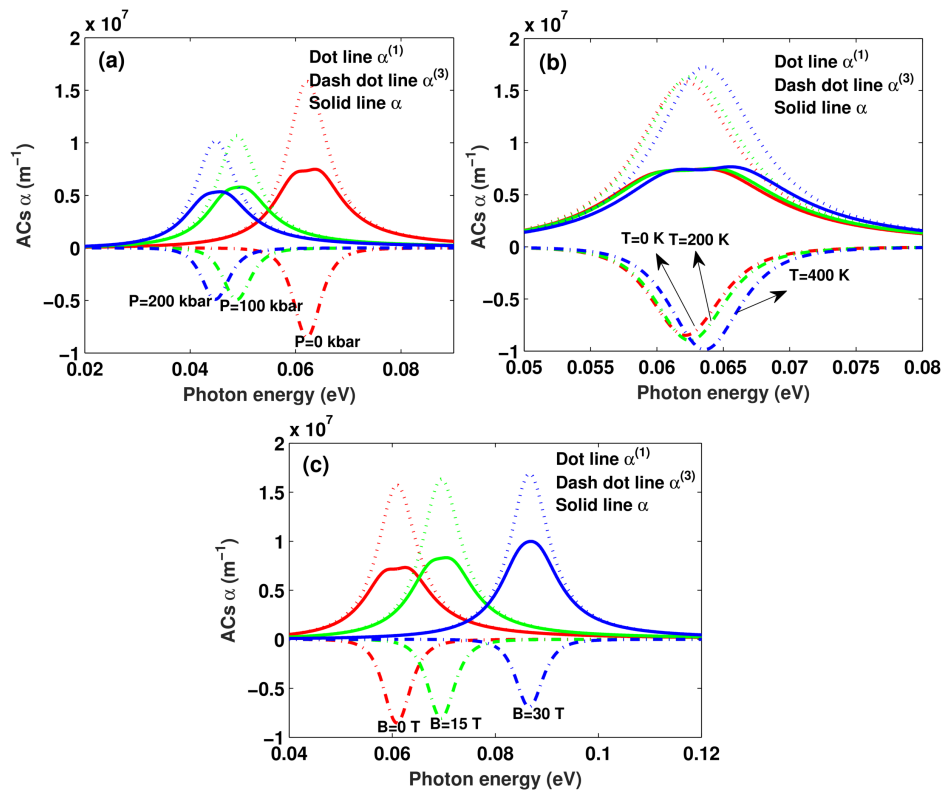 x 10⁷
(a)
Dot line α⁽¹⁾
Dash dot line α⁽³⁾
Solid line α
2
1.5
1
0.5
0
−0.5
−1
ACs α (m⁻¹)
P=200 kbar
P=100 kbar
P=0 kbar
0.02 0.04 0.06 0.08
Photon energy (eV)
x 10⁷
(b)
Dot line α⁽¹⁾
Dash dot line α⁽³⁾
Solid line α
2
1.5
1
0.5
0
−0.5
−1
ACs α (m⁻¹)
T=0 K
T=200 K
T=400 K
0.05 0.055 0.06 0.065 0.07 0.075 0.08
Photon energy (eV)
x 10⁷
(c)
Dot line α⁽¹⁾
Dash dot line α⁽³⁾
Solid line α
2
1.5
1
0.5
0
−0.5
−1
ACs α (m⁻¹)
B=0 T
B=15 T
B=30 T
0.04 0.06 0.08 0.1 0.12
Photon energy (eV)